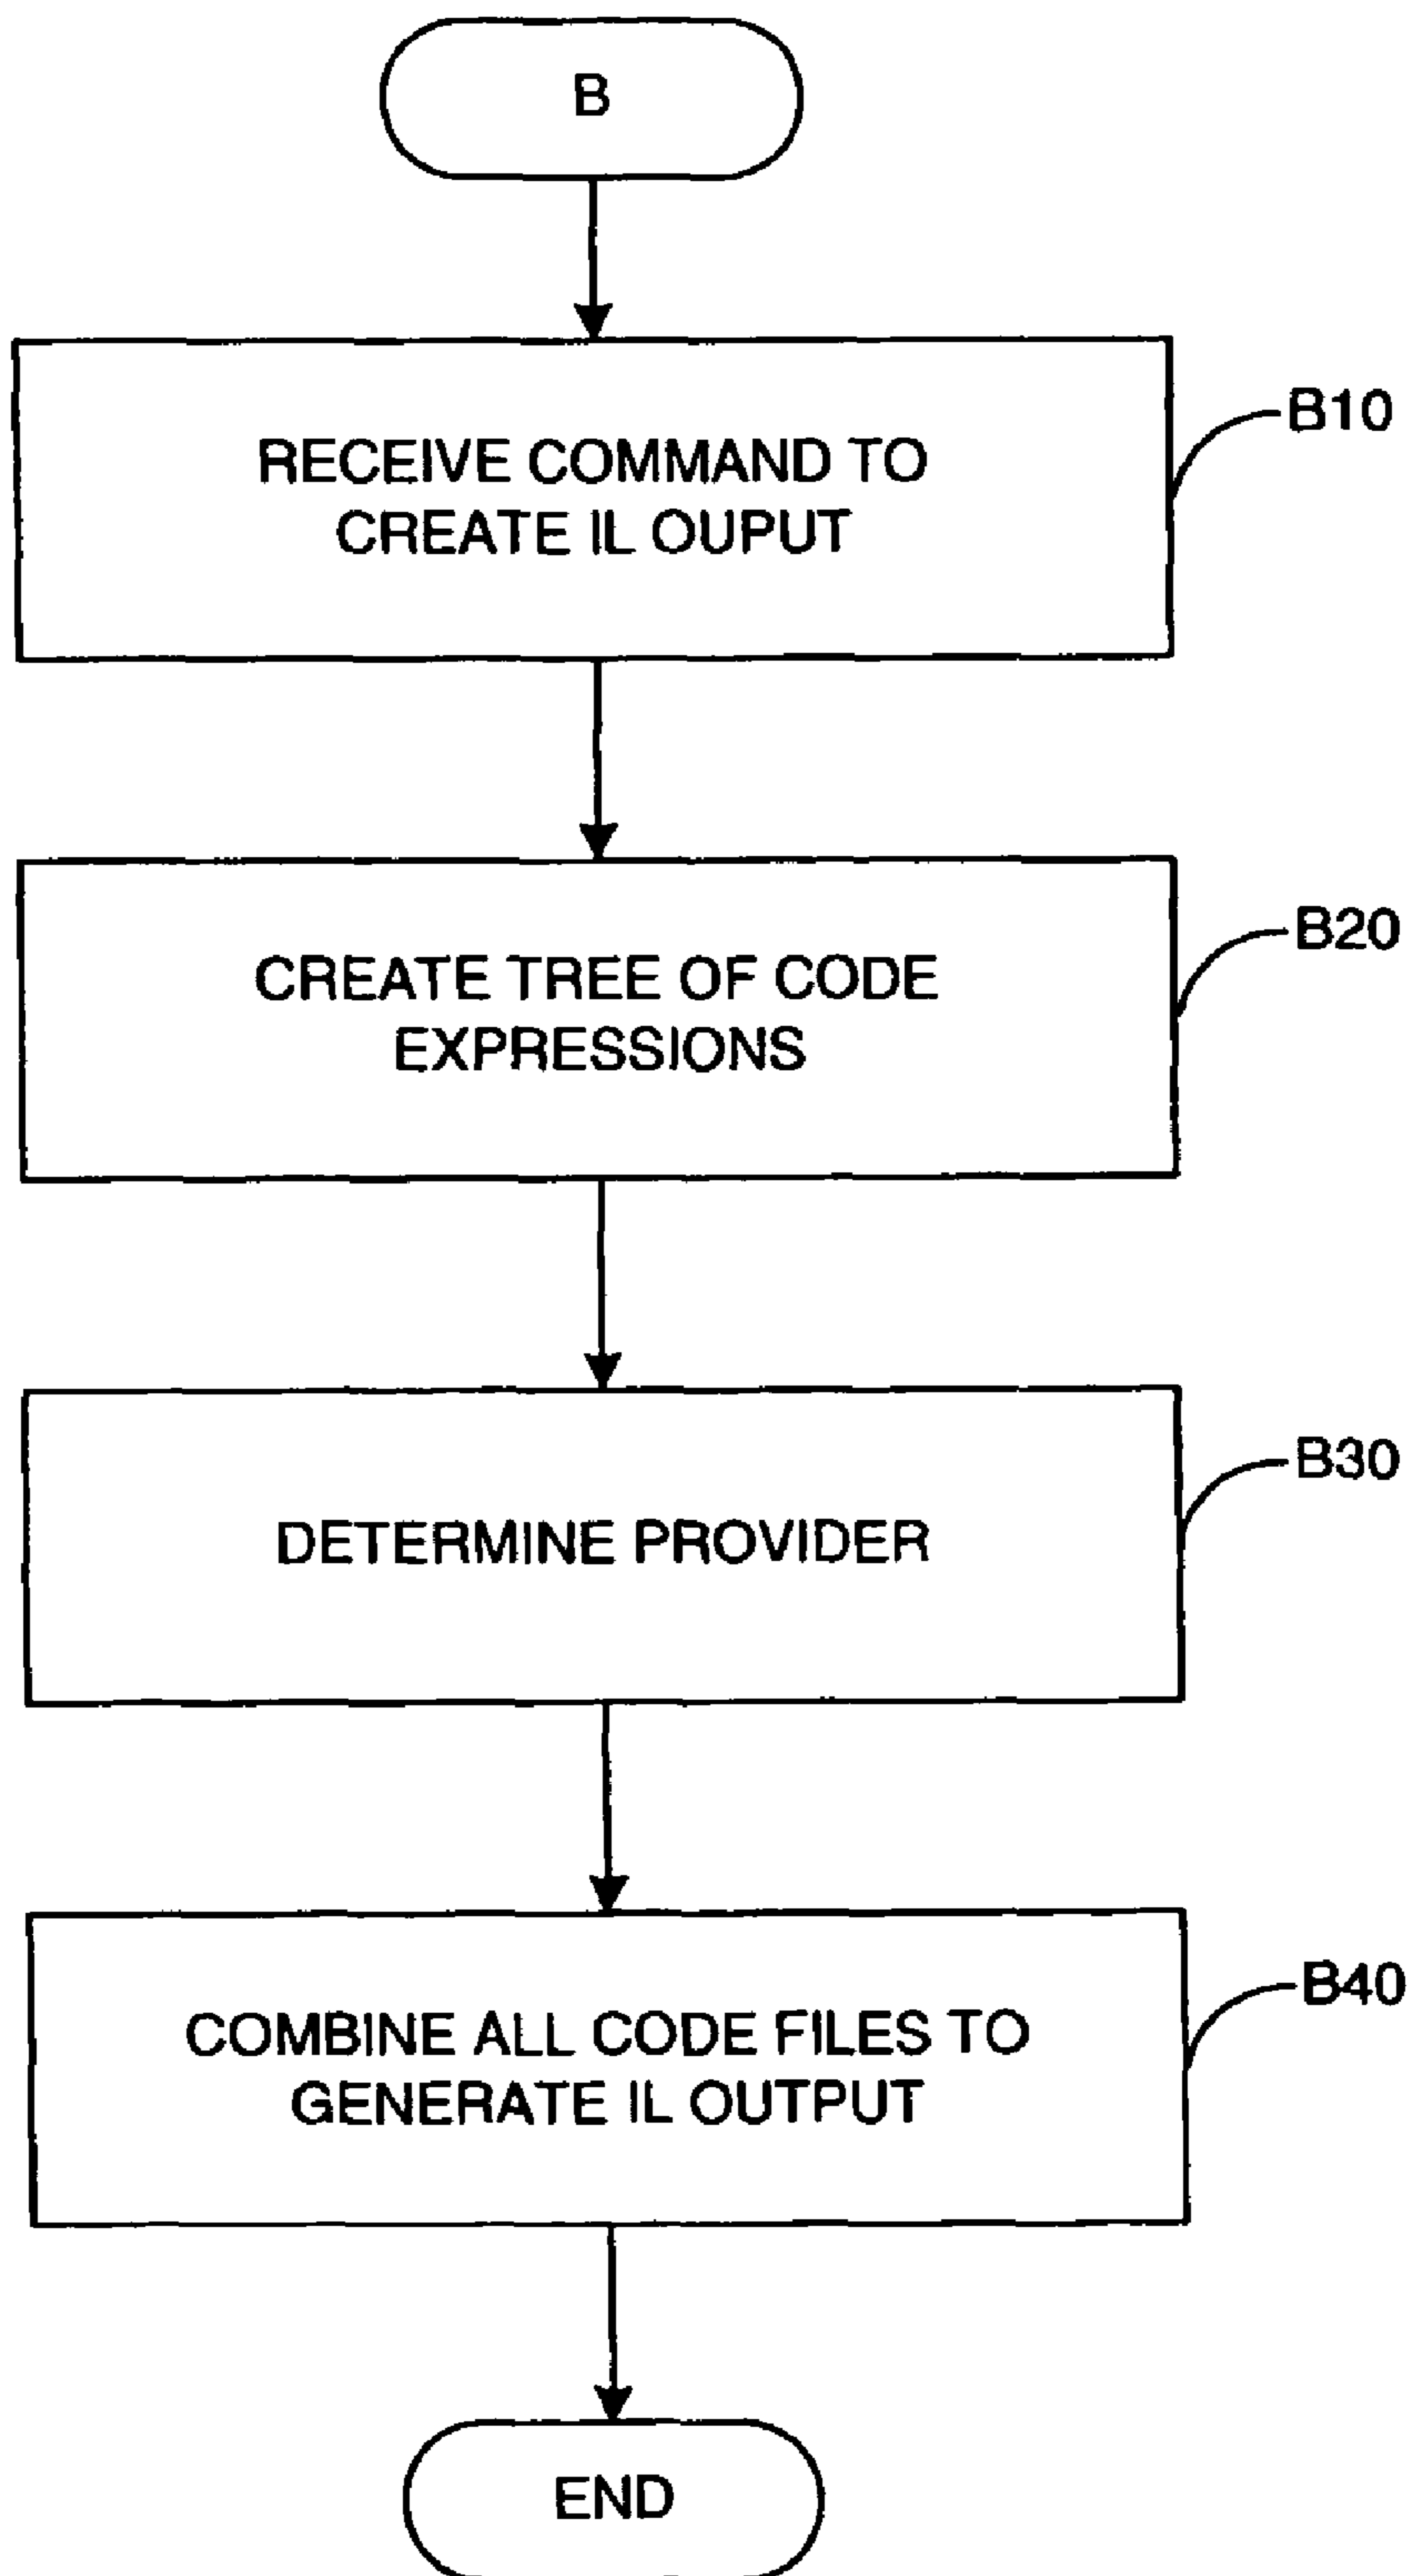 B
RECEIVE COMMAND TO
CREATE IL OUPUT
B10
CREATE TREE OF CODE
EXPRESSIONS
B20
DETERMINE PROVIDER
B30
COMBINE ALL CODE FILES TO
GENERATE IL OUTPUT
B40
END